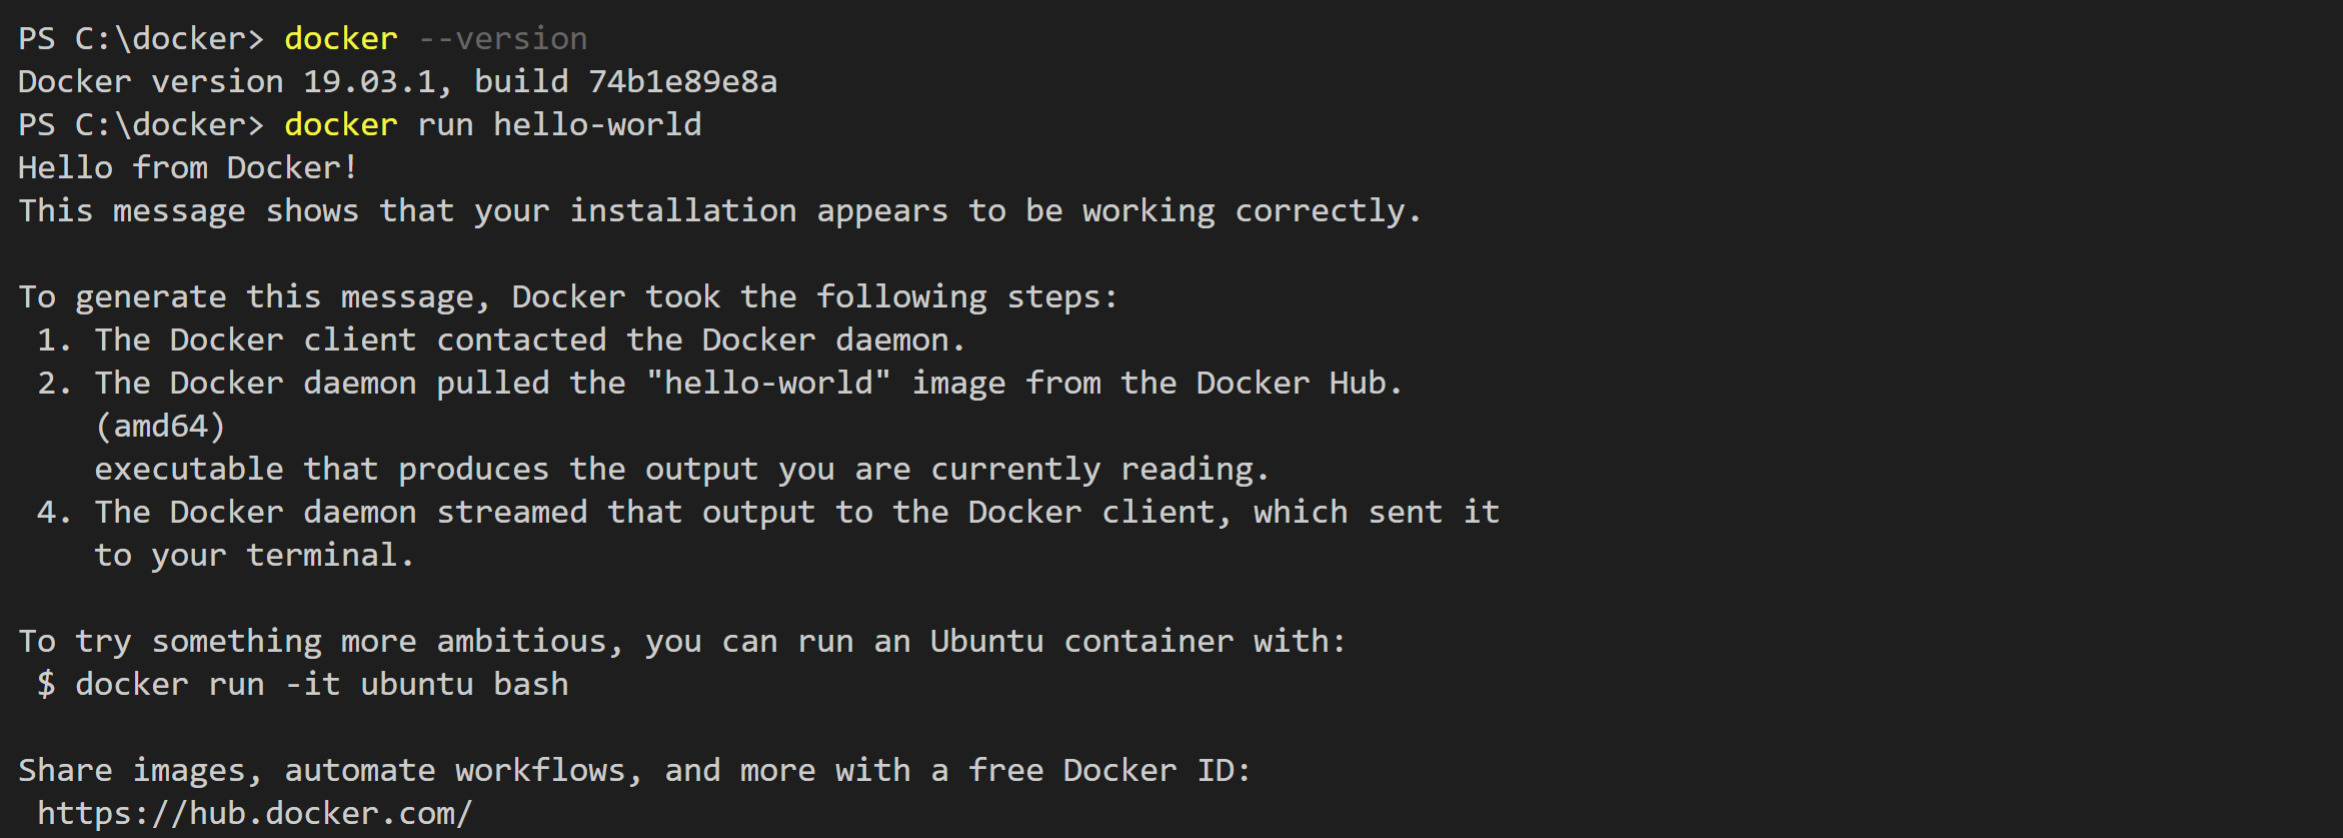 PS C:\docker> docker --version
Docker version 19.03.1, build 74b1e89e8a
PS C:\docker> docker run hello-world
Hello from Docker!
This message shows that your installation appears to be working correctly.

To generate this message, Docker took the following steps:
 1. The Docker client contacted the Docker daemon.
 2. The Docker daemon pulled the "hello-world" image from the Docker Hub.
    (amd64)
    executable that produces the output you are currently reading.
 4. The Docker daemon streamed that output to the Docker client, which sent it
    to your terminal.

To try something more ambitious, you can run an Ubuntu container with:
 $ docker run -it ubuntu bash

Share images, automate workflows, and more with a free Docker ID:
 https://hub.docker.com/